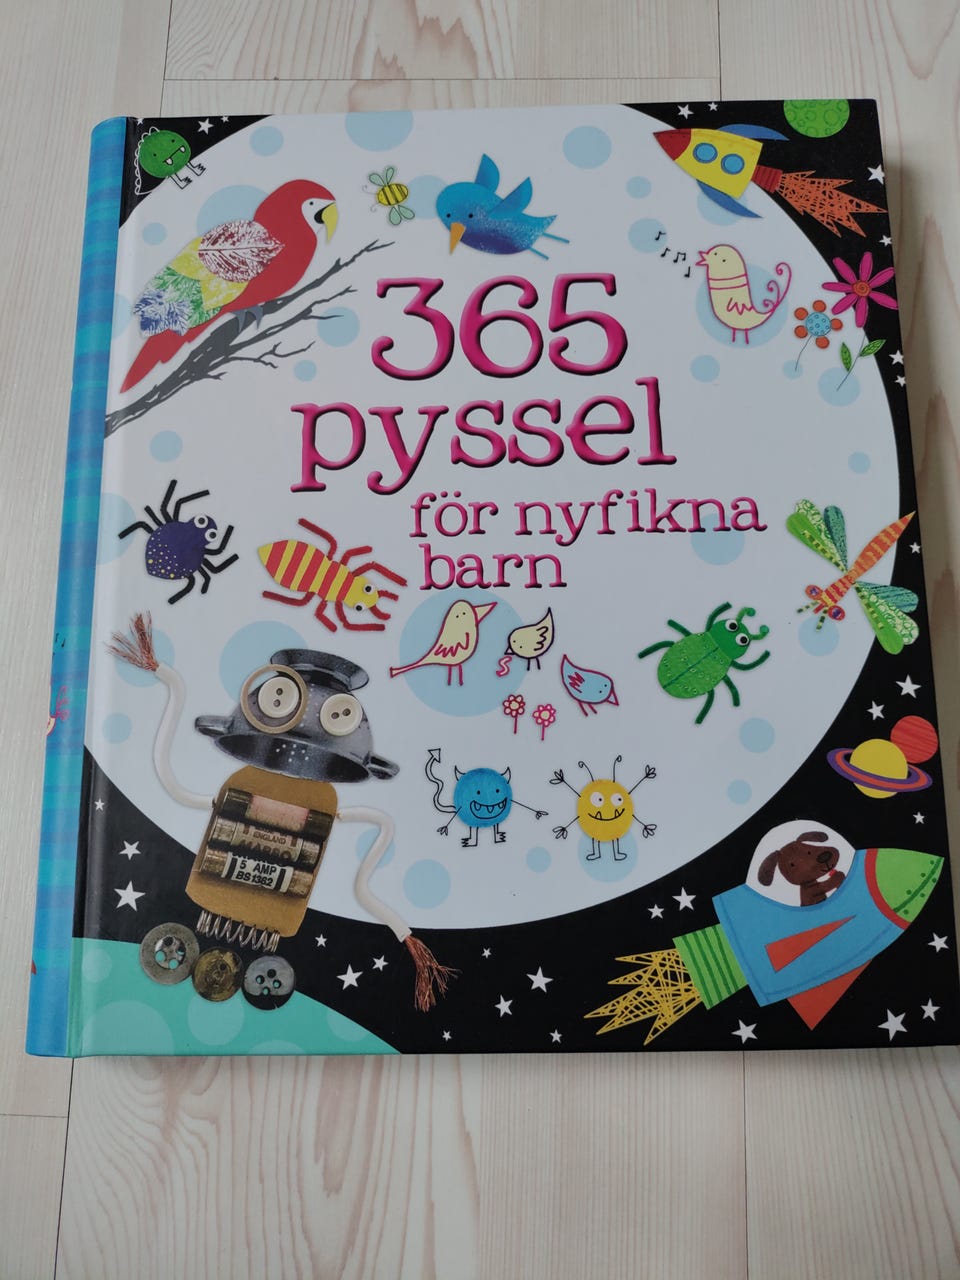 365
pyssel
för nyfikna
barn
ENGLAND
5 AMP
BS1362